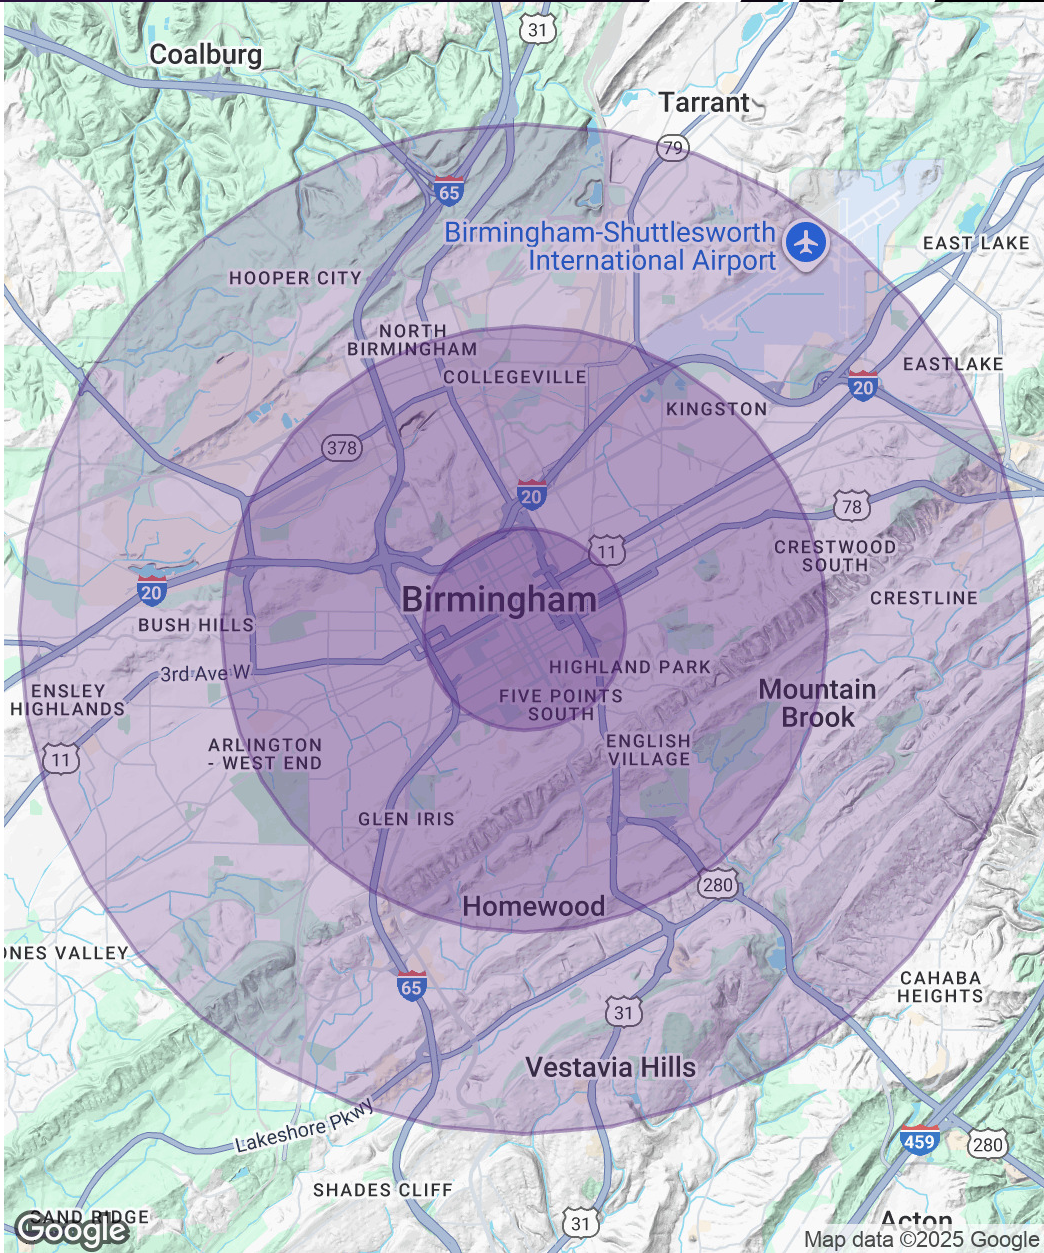 31
Coalburg
Tarrant
79
65
Birmingham-Shuttlesworth
International Airport
EAST LAKE
HOOPER CITY
NORTH
BIRMINGHAM
COLLEGEVILLE
EASTLAKE
20
KINGSTON
378
20
78
11
CRESTWOOD
SOUTH
20
Birmingham
CRESTLINE
BUSH HILLS
3rd Ave W
HIGHLAND PARK
ENSLEY
HIGHLANDS
FIVE POINTS
SOUTH
Mountain
Brook
11
ARLINGTON
- WEST END
ENGLISH
VILLAGE
GLEN IRIS
280
Homewood
ONES VALLEY
65
CAHABA
HEIGHTS
31
Vestavia Hills
Lakeshore Pkwy
459
280
SHADES CLIFF
SAND RIDGE
31
Acton
Google
Map data ©2025 Google